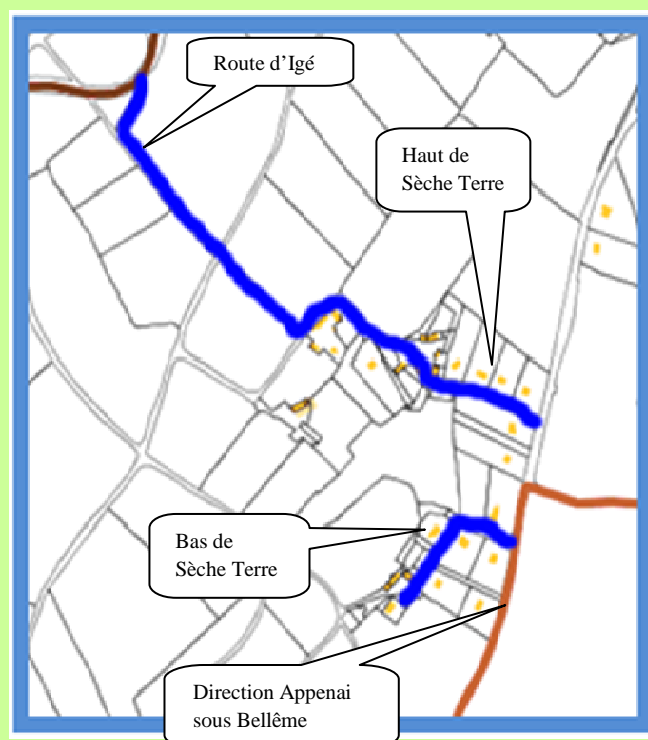 Route d’Igé
Haut de
Sèche Terre
Bas de
Sèche Terre
Direction Appenai
sous Bellême